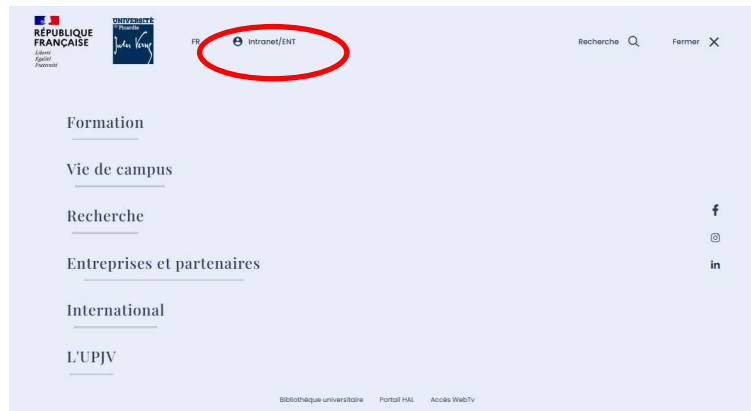 RÉPUBLIQUE
FRANÇAISE
Liberté
Égalité
Fraternité
UNIVERSITÉ
de Picardie
Jules Verne
FR
Intranet/ENT
Recherche
Fermer
Formation
Vie de campus
Recherche
Entreprises et partenaires
International
L'UPJV
Bibliothèque universitaire Portail HAL Accès WebTv